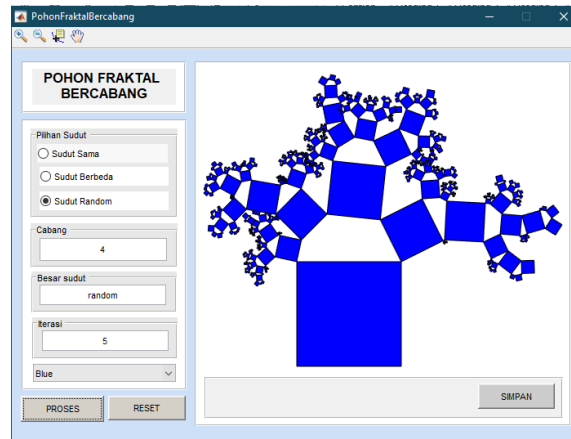 PohonFraktalBercabang
POHON FRAKTAL
BERCABANG
Pilihan Sudut
Sudut Sama
Sudut Berbeda
Sudut Random
Cabang
4
Besar sudut
random
Iterasi
5
Blue
PROSES
RESET
SIMPAN